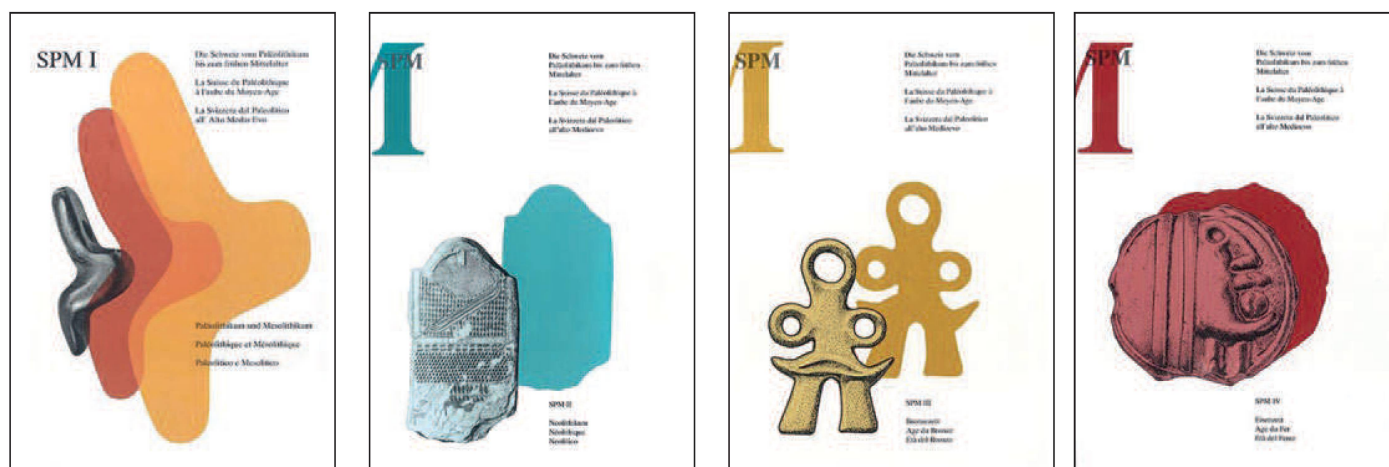 SPM I
Die Schweiz vom Paläolithikum
bis zum frühen Mittelalter
La Suisse du Paléolithique
à l'aube du Moyen-Age
La Svizzera dal Paleolitico
all' Alto Medio Evo
Paläolithikum und Mesolithikum
Paléolithique et Mésolithique
Paleolitico e Mesolitico
SPM
Die Schweiz vom
Paläolithikum bis zum frühen
Mittelalter
La Suisse du Paléolithique à
l'aube du Moyen-Age
La Svizzera dal Paleolitico
all'alto Medioevo
SPM II
Neolithikum
Néolithique
Neolitico
SPM
Die Schweiz vom
Paläolithikum bis zum frühen
Mittelalter
La Suisse du Paléolithique à
l'aube du Moyen-Age
La Svizzera dal Paleolitico
all'alto Medioevo
SPM III
Bronzezeit
Age du Bronze
Età del Bronzo
SPM
Die Schweiz vom
Paläolithikum bis zum frühen
Mittelalter
La Suisse du Paléolithique à
l'aube du Moyen-Age
La Svizzera dal Paleolitico
all'alto Medioevo
SPM IV
Eisenzeit
Age du Fer
Età del Ferro